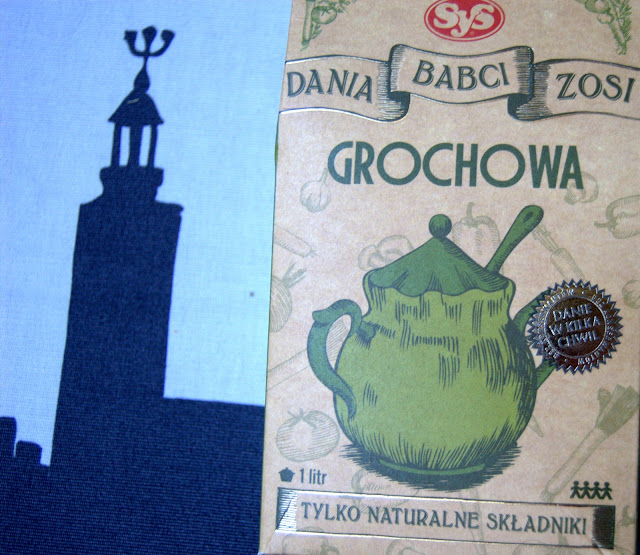 SyS
DANIA BABCI ZOSI
GROCHOWA
DANIE
W KILKA
CHWIL
1 litr
TYLKO NATURALNE SKŁADNIKI